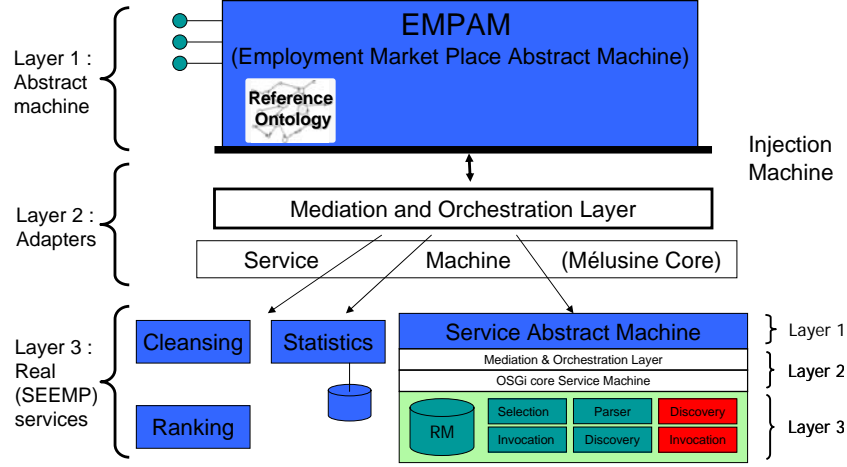 EMPAM
(Employment Market Place Abstract Machine)
Layer 1 :
Abstract
machine
Reference
Ontology
Injection
Machine
Mediation and Orchestration Layer
Layer 2 :
Adapters
Service Machine (Mélusine Core)
Layer 3 :
Real
(SEEMP)
services
Cleansing
Statistics
Ranking
Service Abstract Machine
Layer 1
Mediation & Orchestration Layer
OSGi core Service Machine
Layer 2
RM
Selection Parser Discovery
Invocation Discovery Invocation
Layer 3